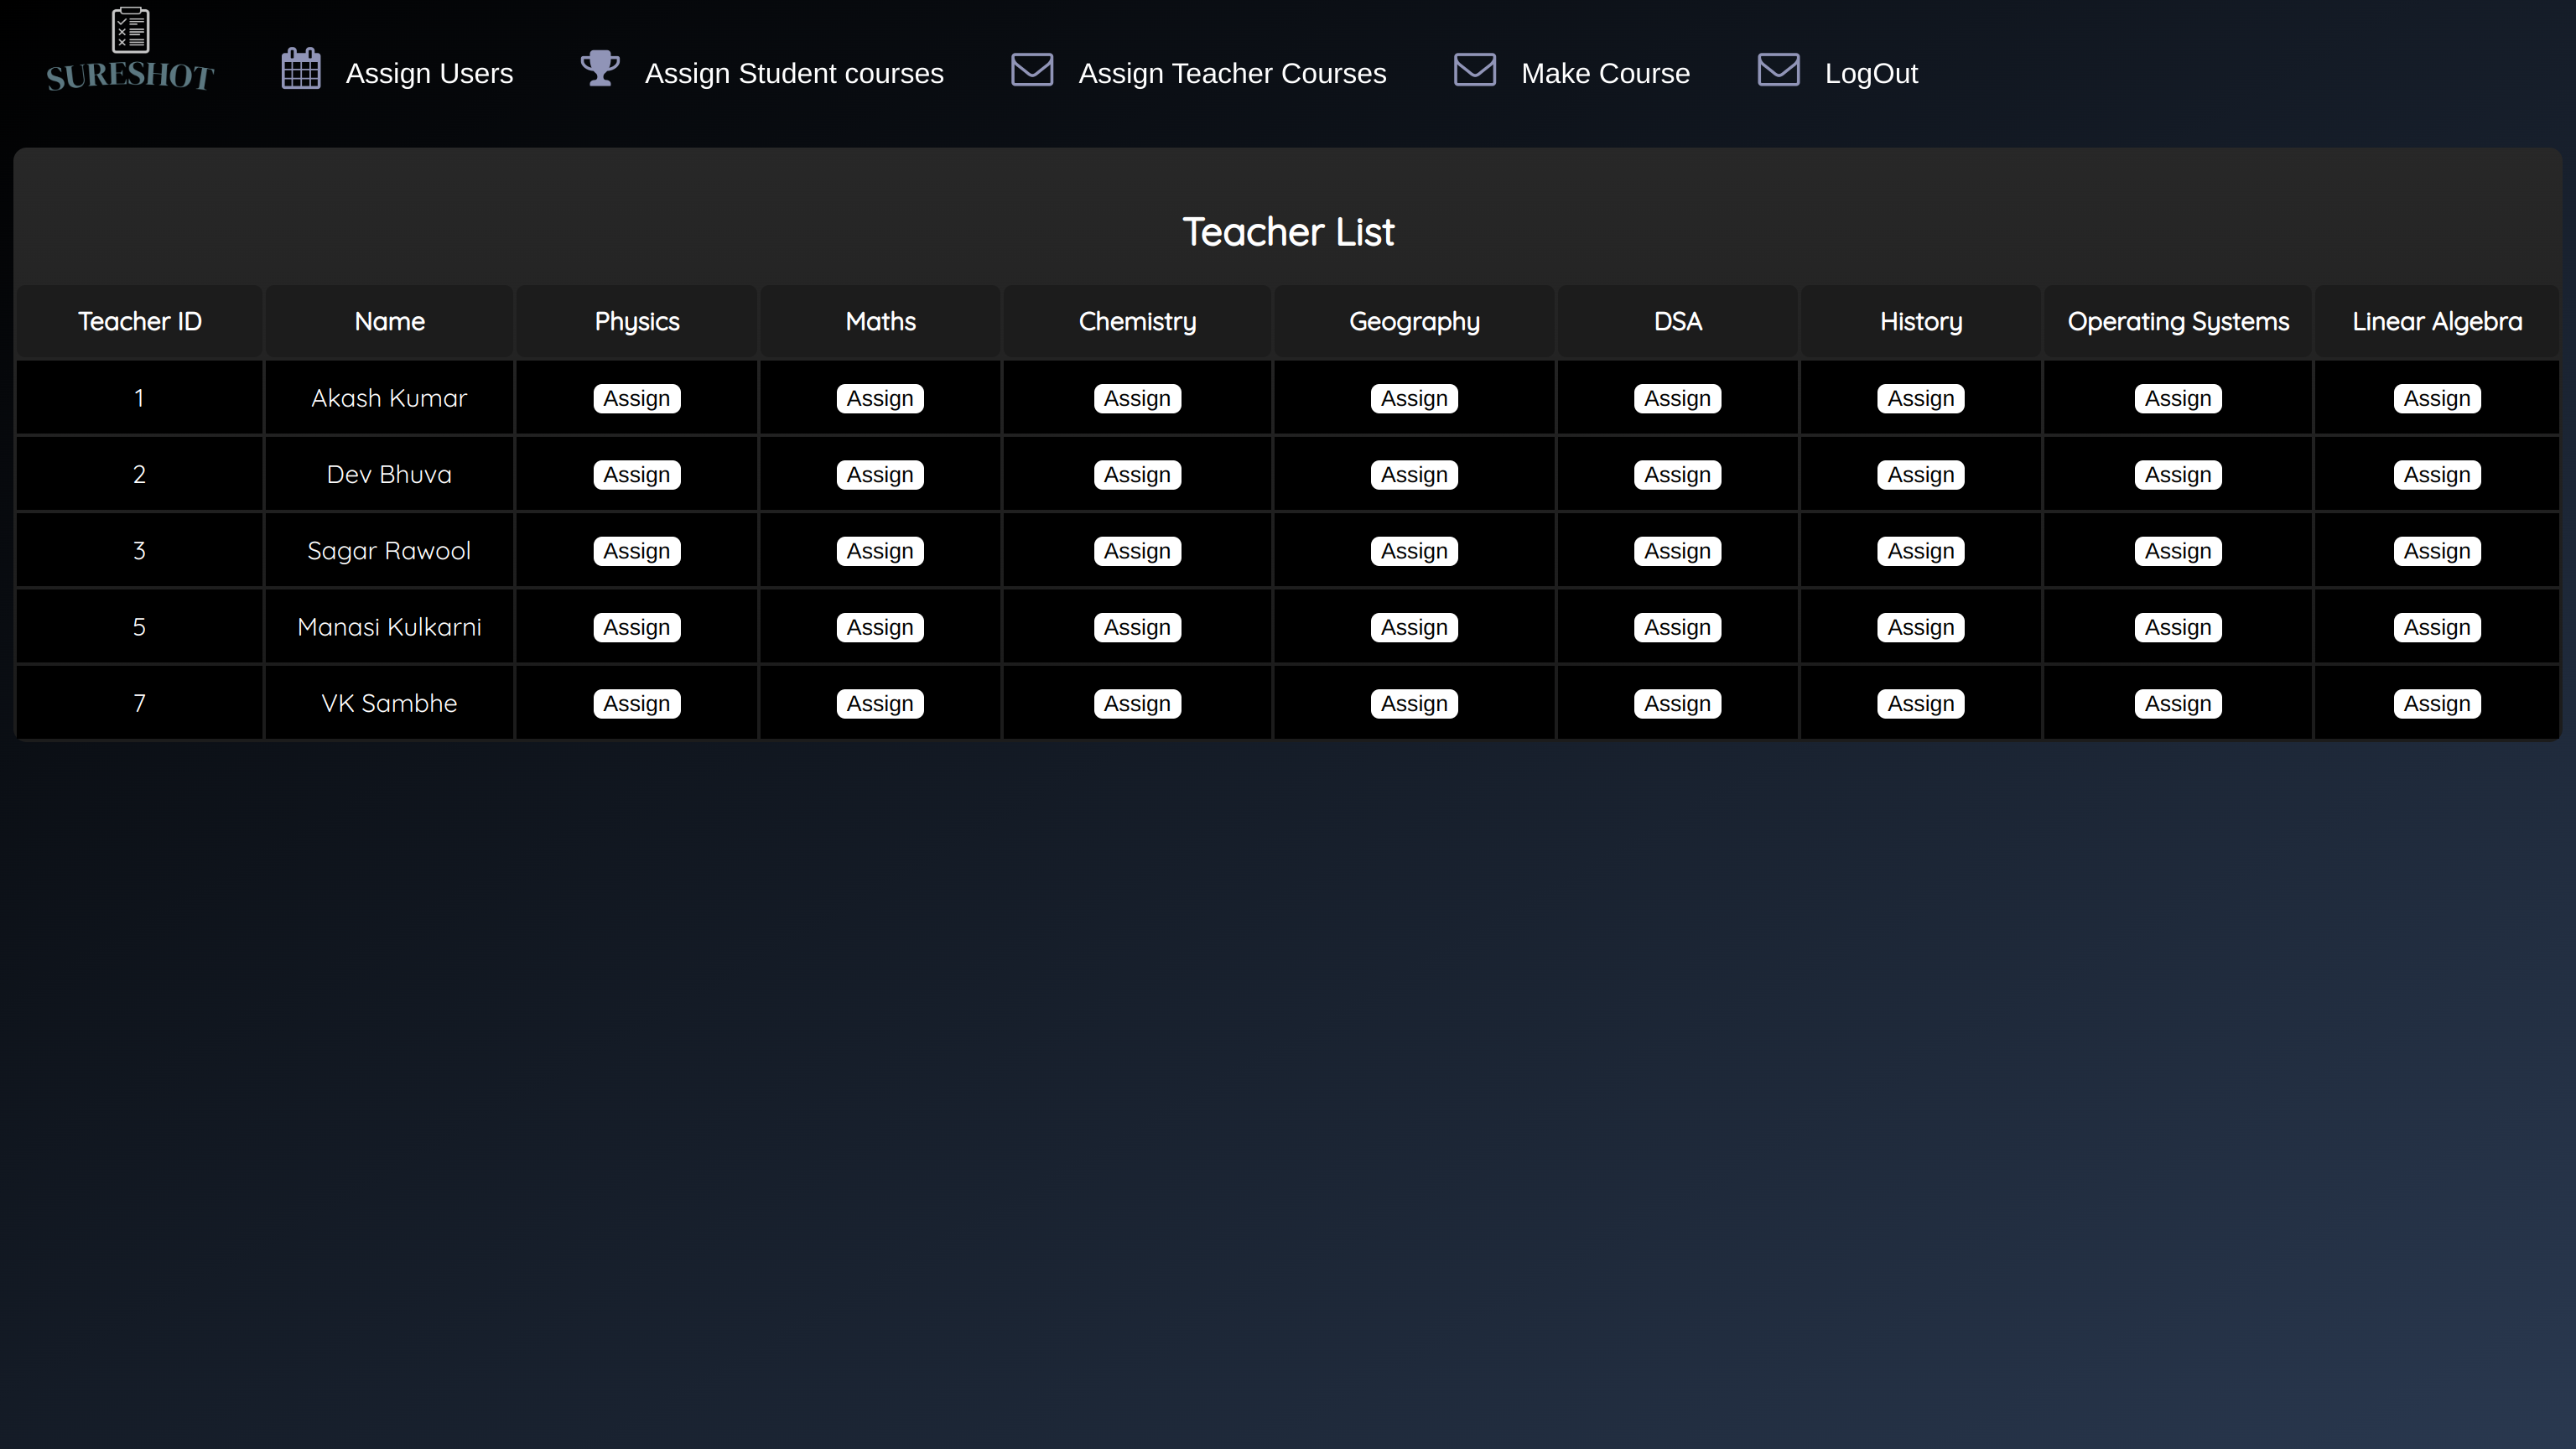 SURESHOT
Assign Users Assign Student courses Assign Teacher Courses Make Course LogOut
Teacher List
Teacher ID Name Physics Maths Chemistry Geography DSA History Operating Systems Linear Algebra
1 Akash Kumar Assign Assign Assign Assign Assign Assign Assign Assign
2 Dev Bhuva Assign Assign Assign Assign Assign Assign Assign Assign
3 Sagar Rawool Assign Assign Assign Assign Assign Assign Assign Assign
5 Manasi Kulkarni Assign Assign Assign Assign Assign Assign Assign Assign
7 VK Sambhe Assign Assign Assign Assign Assign Assign Assign Assign